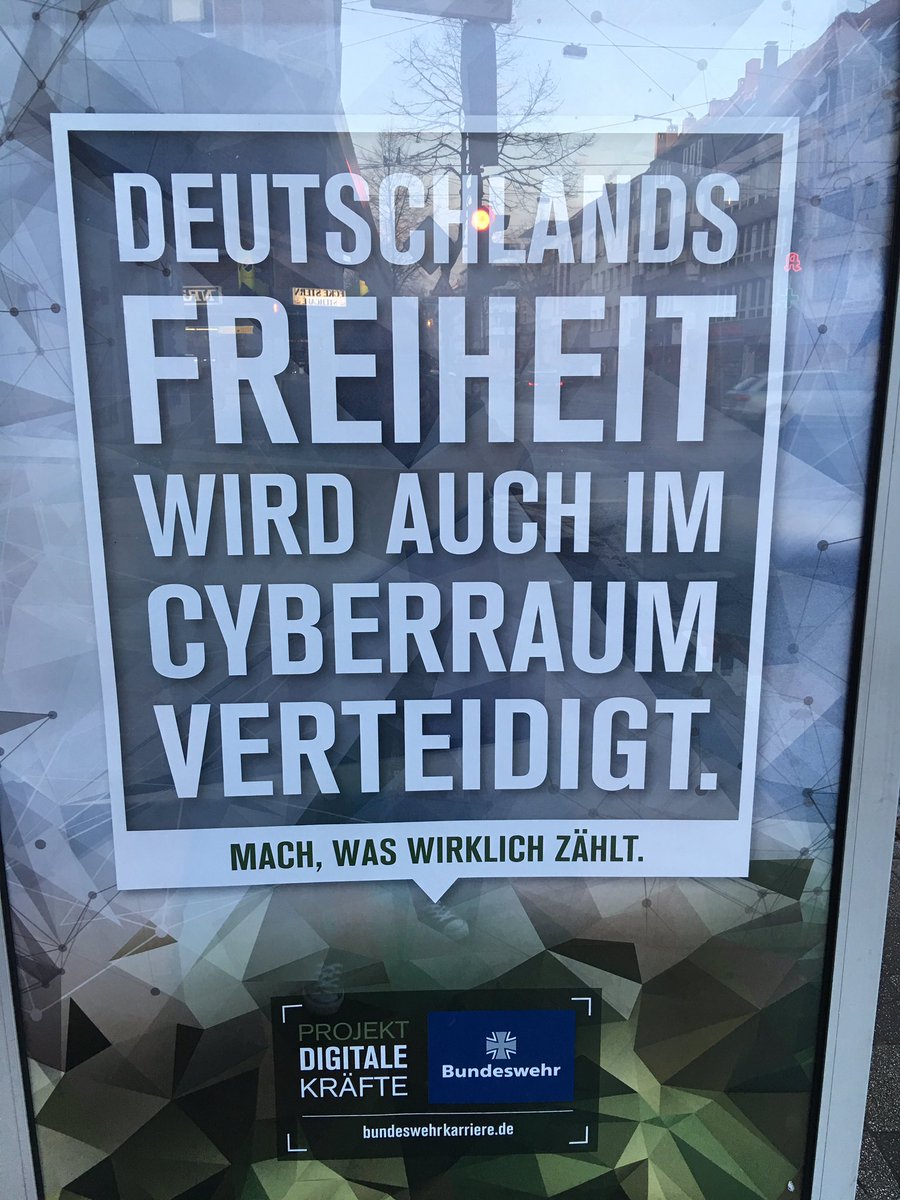 DEUTSCHLANDS
FREIHEIT
WIRD AUCH IM
CYBERRAUM
VERTEIDIGT.
MACH, WAS WIRKLICH ZÄHLT.
PROJEKT
DIGITALE
KRÄFTE
Bundeswehr
bundeswehrkarriere.de